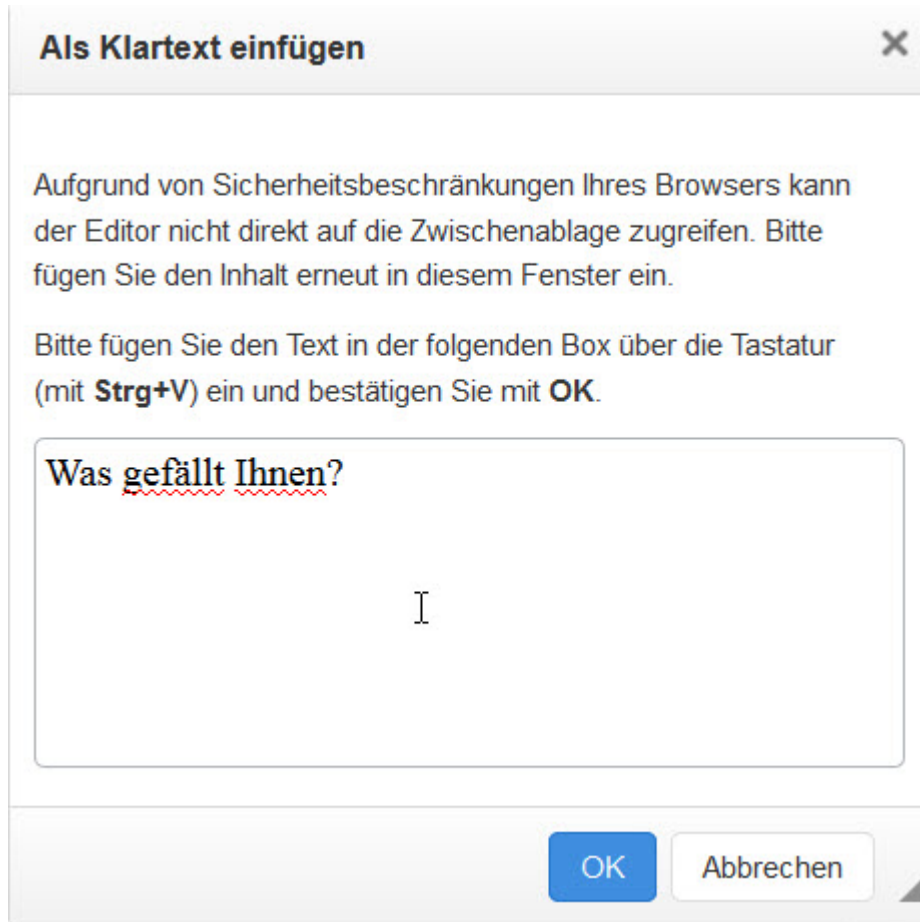 Als Klartext einfügen
Aufgrund von Sicherheitsbeschränkungen Ihres Browsers kann
der Editor nicht direkt auf die Zwischenablage zugreifen. Bitte
fügen Sie den Inhalt erneut in diesem Fenster ein.
Bitte fügen Sie den Text in der folgenden Box über die Tastatur
(mit Strg+V) ein und bestätigen Sie mit OK.
Was gefällt Ihnen?
OK Abbrechen